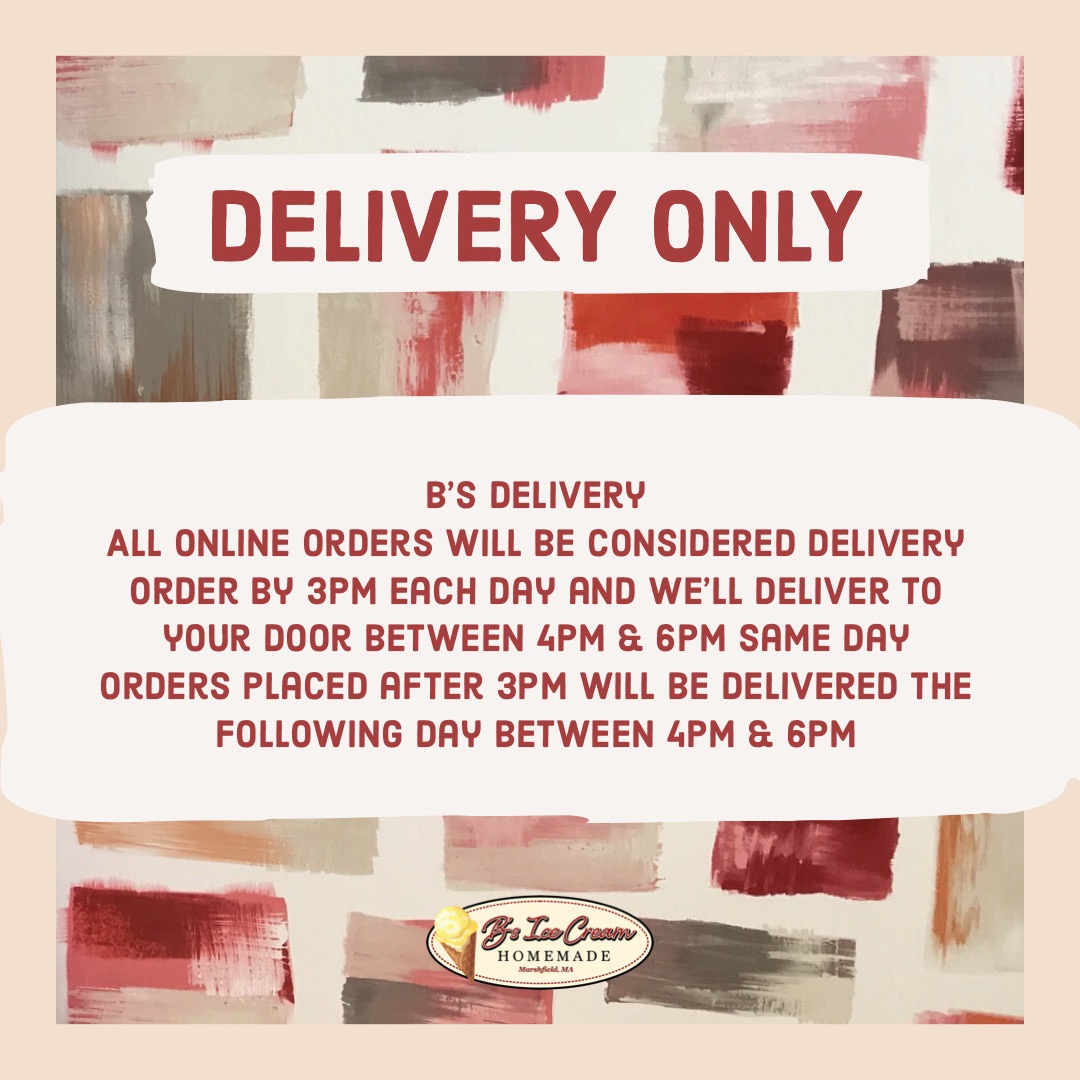 DELIVERY ONLY
B'S DELIVERY
ALL ONLINE ORDERS WILL BE CONSIDERED DELIVERY
ORDER BY 3PM EACH DAY AND WE'LL DELIVER TO
YOUR DOOR BETWEEN 4PM & 6PM SAME DAY
ORDERS PLACED AFTER 3PM WILL BE DELIVERED THE
FOLLOWING DAY BETWEEN 4PM & 6PM
B's Ice Cream
HOMEMADE
Marshfield, MA